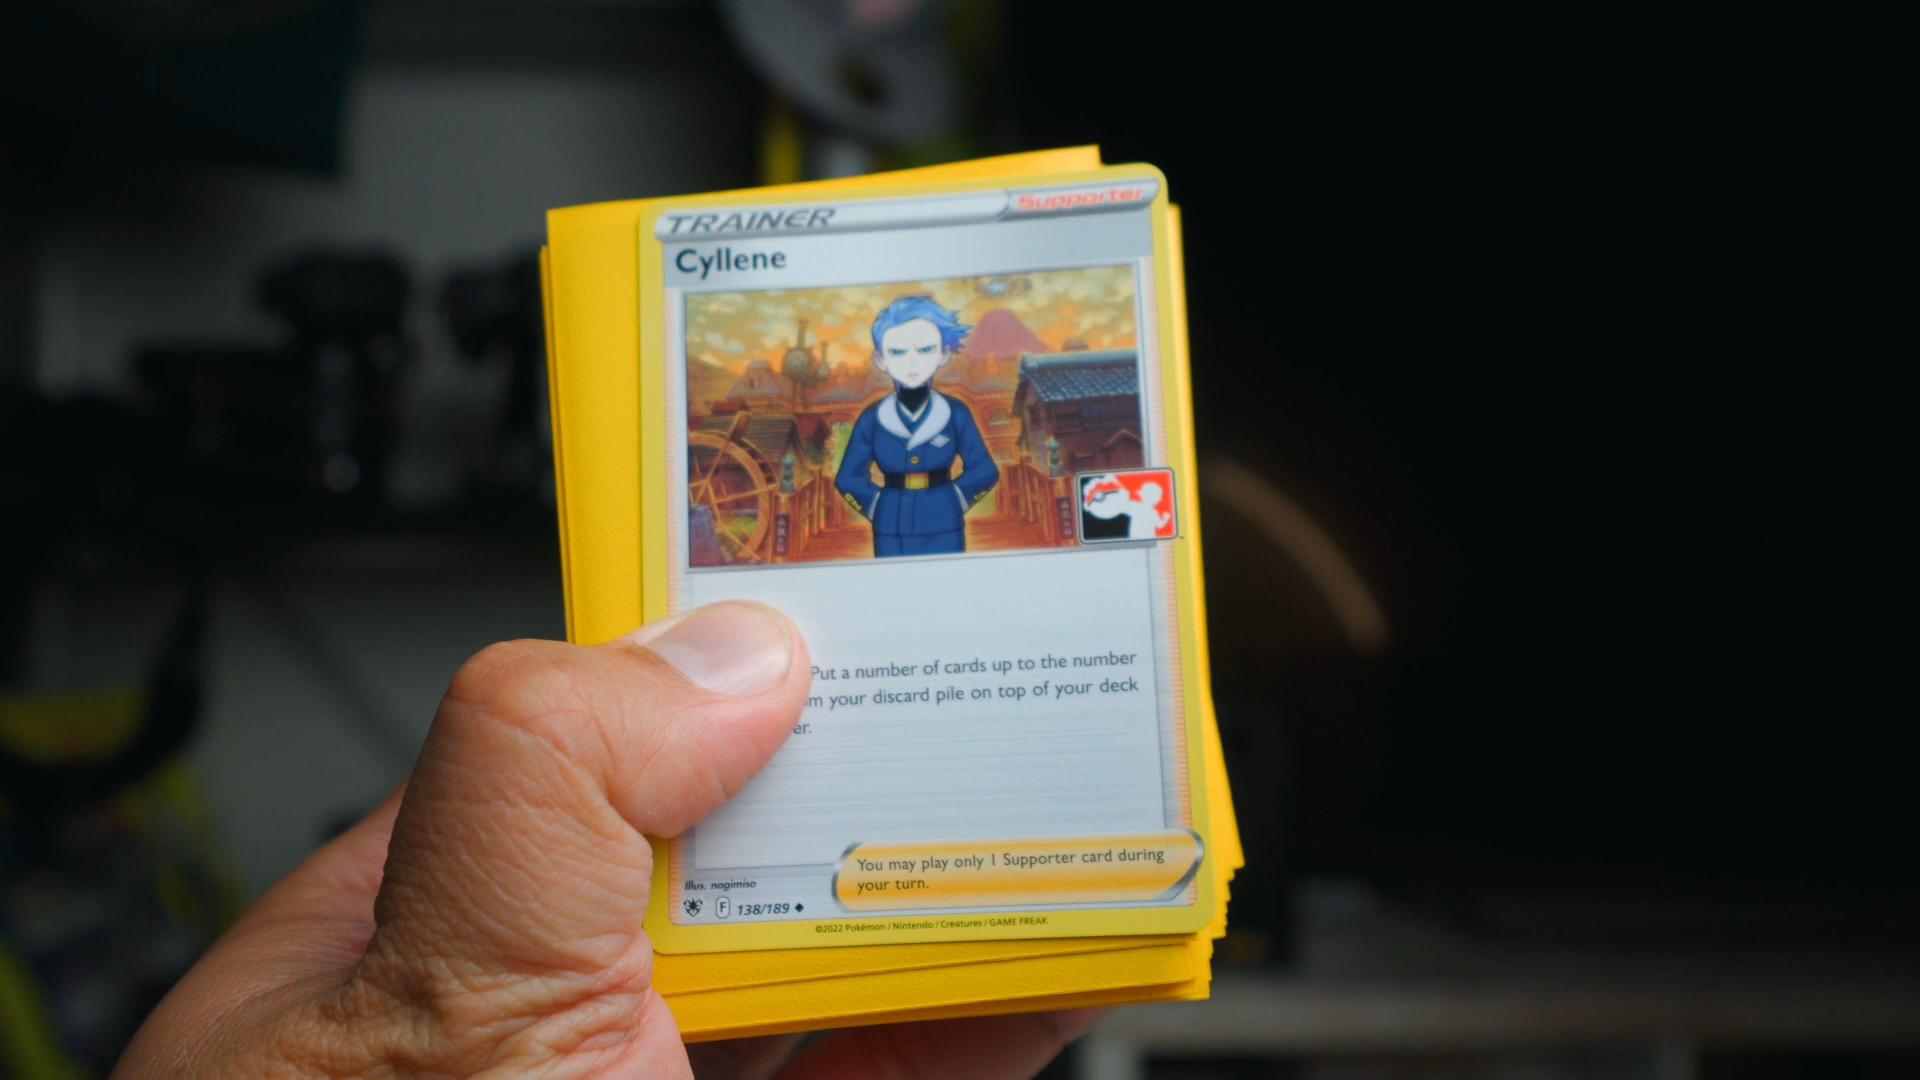 TRAINER Supporter
Cyllene
Put a number of cards up to the number
your discard pile on top of your deck
You may play only 1 Supporter card during
your turn.
Illus. nagimiso
F 138/189
©2022 Pokémon / Nintendo / Creatures / GAME FREAK